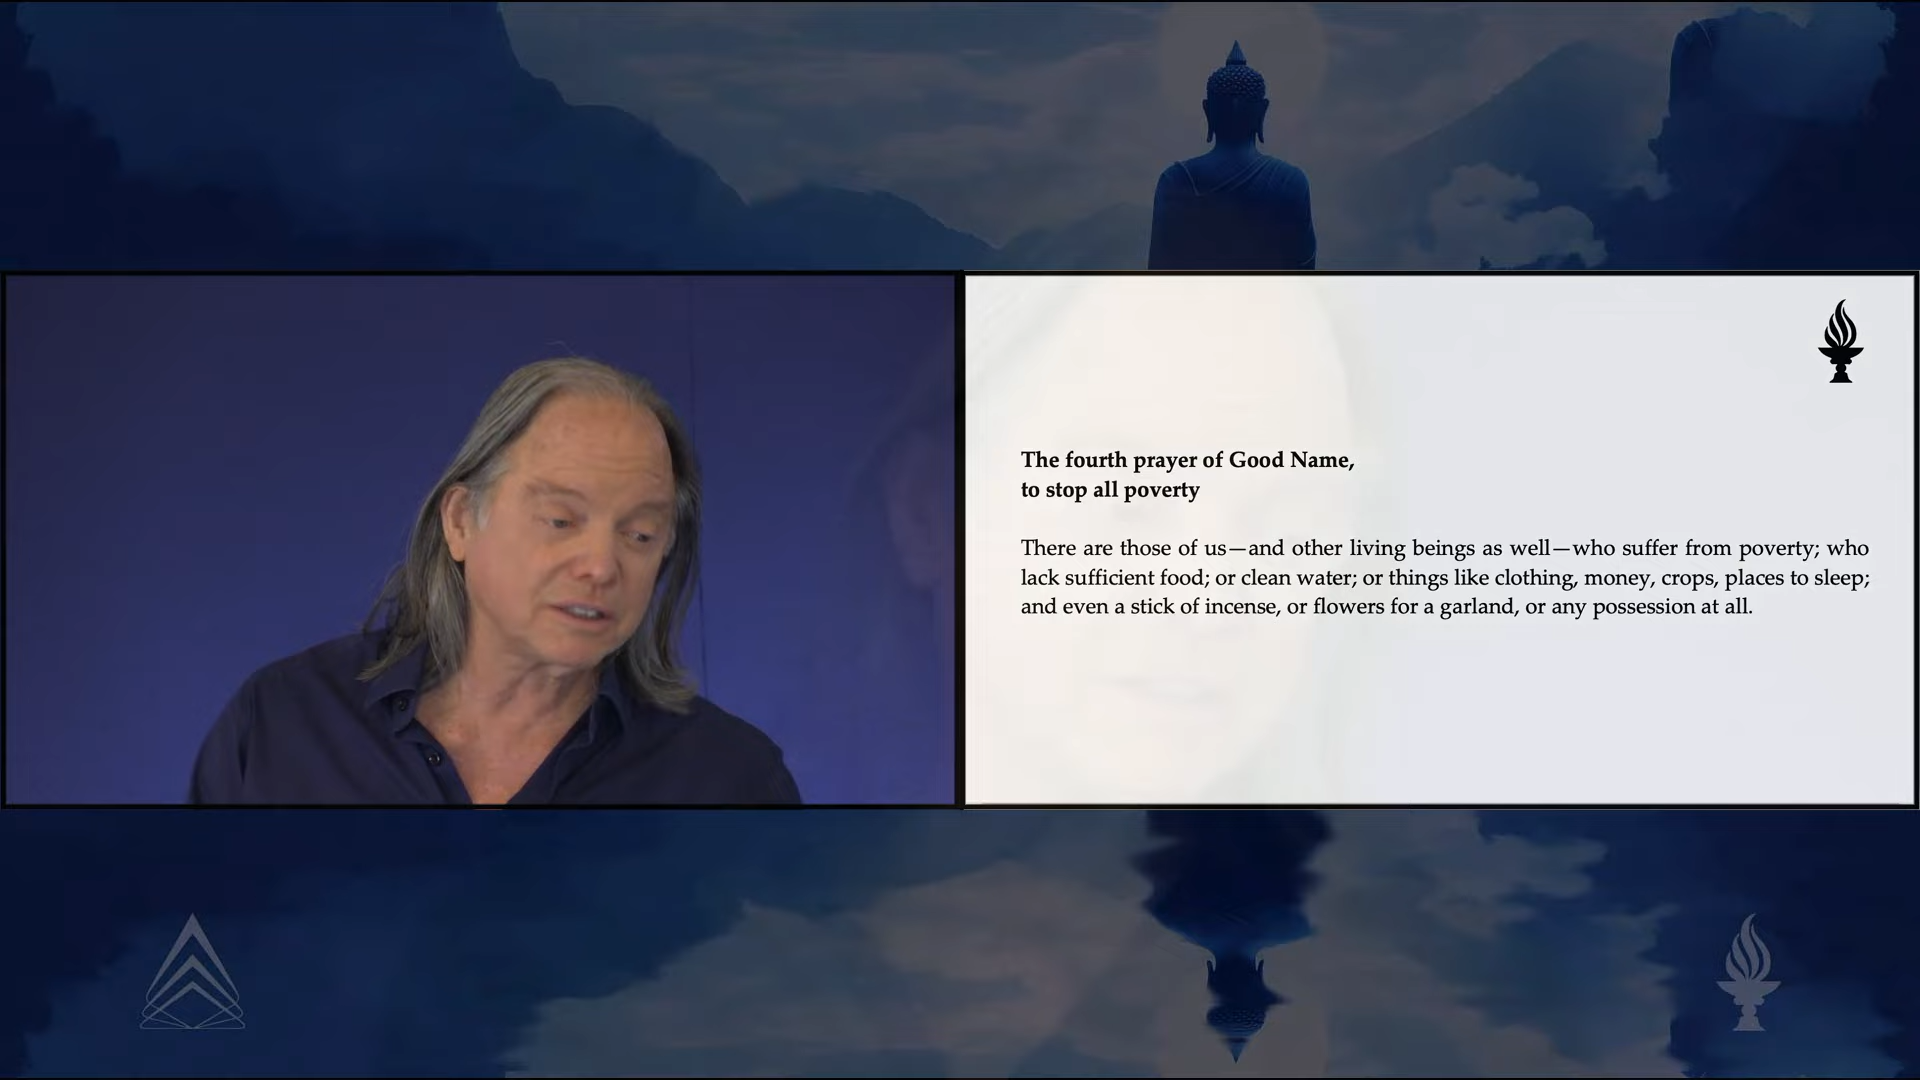 The fourth prayer of Good Name,
to stop all poverty
There are those of us—and other living beings as well—who suffer from poverty; who
lack sufficient food; or clean water; or things like clothing, money, crops, places to sleep;
and even a stick of incense, or flowers for a garland, or any possession at all.